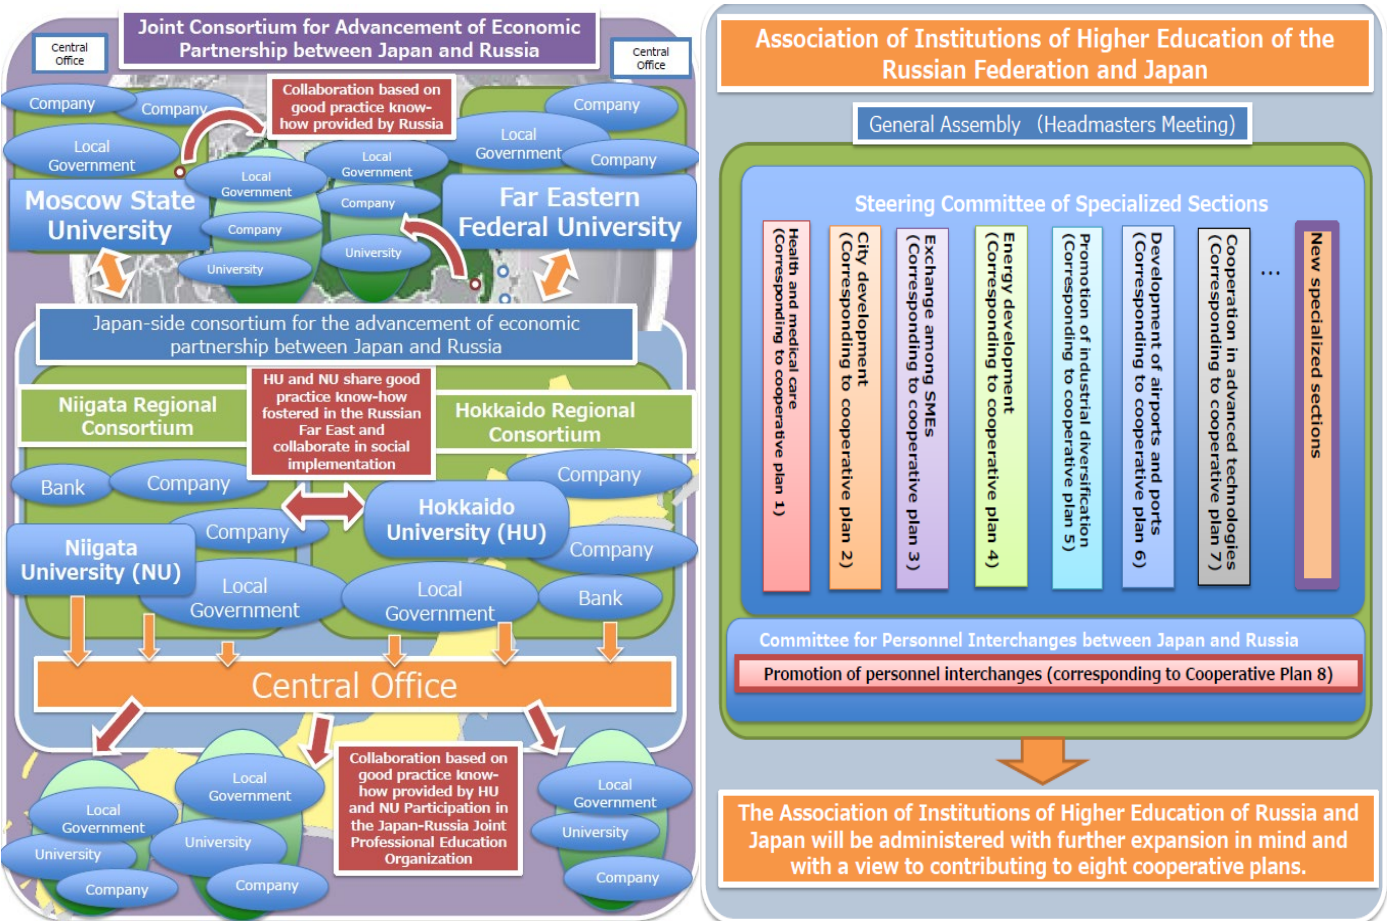 Joint Consortium for Advancement of Economic
Partnership between Japan and Russia
Central
Office
Central
Office
Company
Company
Local
Government
Collaboration based on
good practice know-
how provided by Russia
Company
Local
Government
Company
Moscow State
University
Local
Government
Company
University
Local
Government
Company
University
Far Eastern
Federal University
Japan-side consortium for the advancement of economic
partnership between Japan and Russia
Niigata Regional
Consortium
HU and NU share good
practice know-how
fostered in the Russian
Far East and
collaborate in social
implementation
Hokkaido Regional
Consortium
Bank
Company
Company
Company
Hokkaido
University (HU)
Company
Niigata
University (NU)
Local
Government
Local
Government
Bank
Central Office
Local
Government
University
Company
Local
Government
University
Company
Collaboration based on
good practice know-
how provided by HU
and NU Participation in
the Japan-Russia Joint
Professional Education
Organization
Local
Government
University
Company
Association of Institutions of Higher Education of the
Russian Federation and Japan
General Assembly (Headmasters Meeting)
Steering Committee of Specialized Sections
Health and medical care
(Corresponding to cooperative plan 1)
City development
(Corresponding to cooperative plan 2)
Exchange among SMEs
(Corresponding to cooperative plan 3)
Energy development
(Corresponding to cooperative plan 4)
Promotion of industrial diversification
(Corresponding to cooperative plan 5)
Development of airports and ports
(Corresponding to cooperative plan 6)
Cooperation in advanced technologies
(Corresponding to cooperative plan 7)
...
New specialized sections
Committee for Personnel Interchanges between Japan and Russia
Promotion of personnel interchanges (corresponding to Cooperative Plan 8)
The Association of Institutions of Higher Education of Russia and
Japan will be administered with further expansion in mind and
with a view to contributing to eight cooperative plans.